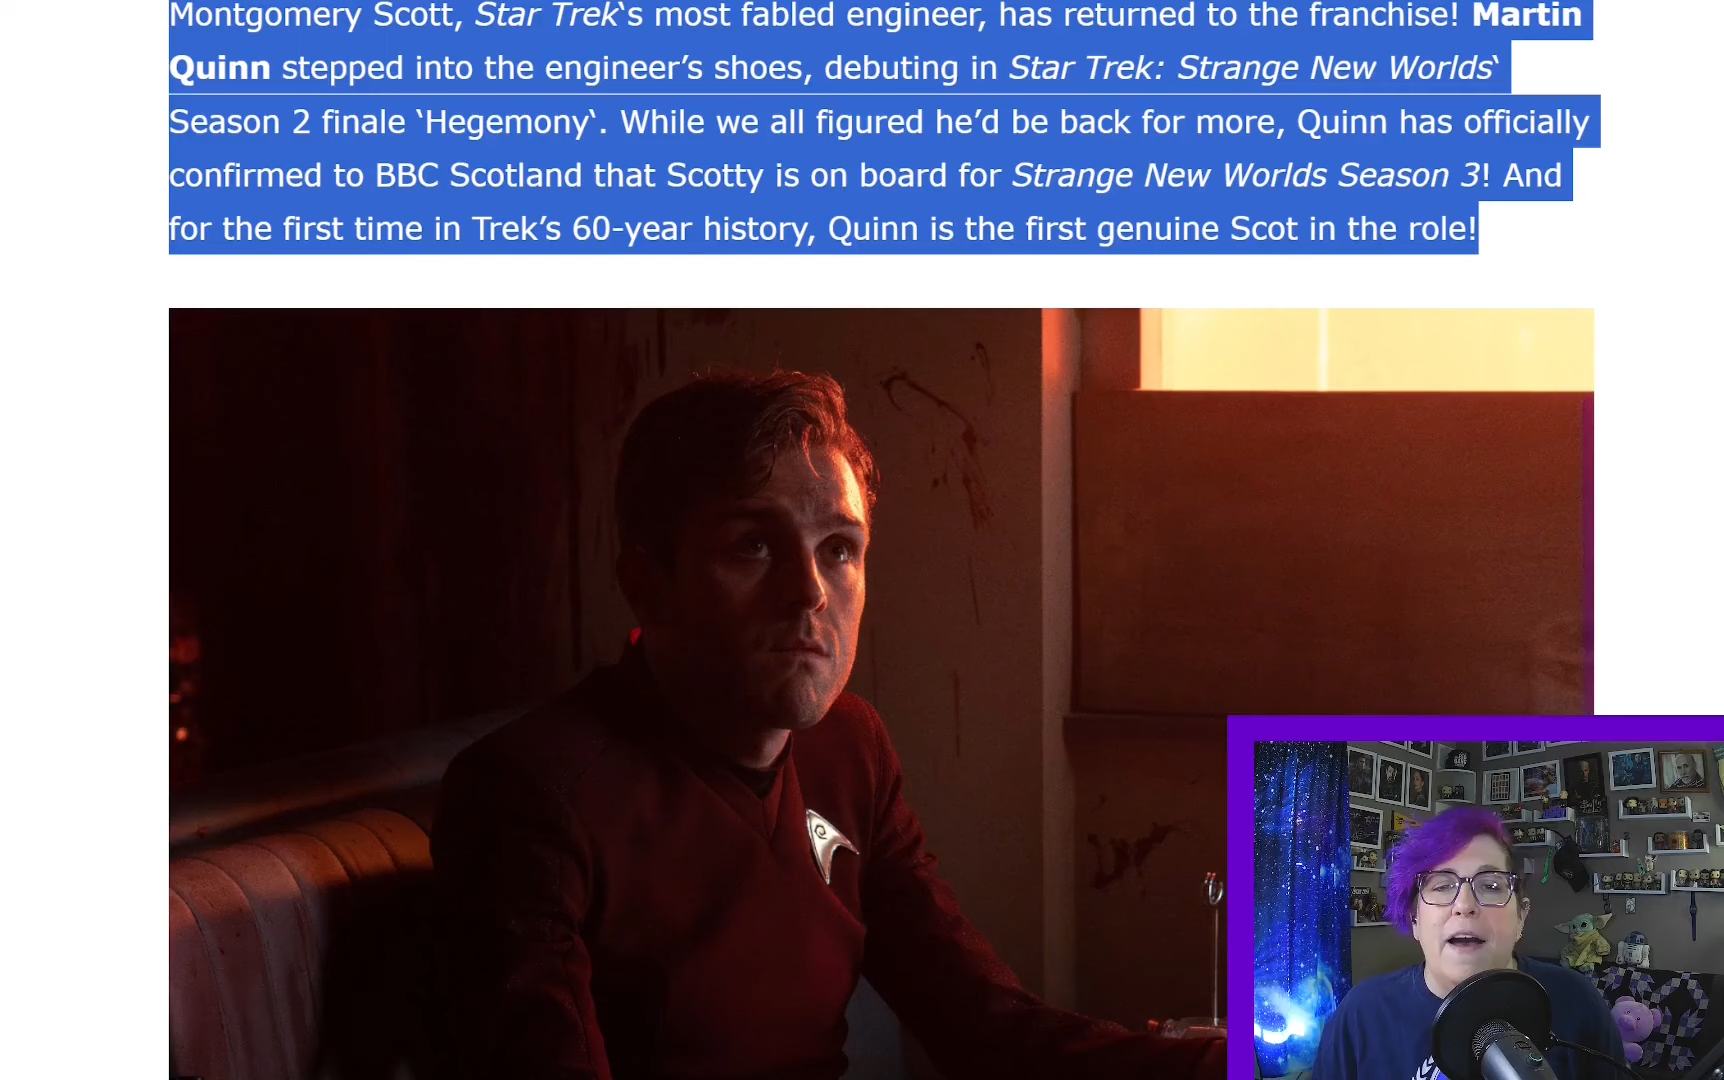 Montgomery Scott, Star Trek‘s most fabled engineer, has returned to the franchise! Martin
Quinn stepped into the engineer’s shoes, debuting in Star Trek: Strange New Worlds‘
Season 2 finale ‘Hegemony‘. While we all figured he’d be back for more, Quinn has officially
confirmed to BBC Scotland that Scotty is on board for Strange New Worlds Season 3! And
for the first time in Trek’s 60-year history, Quinn is the first genuine Scot in the role!